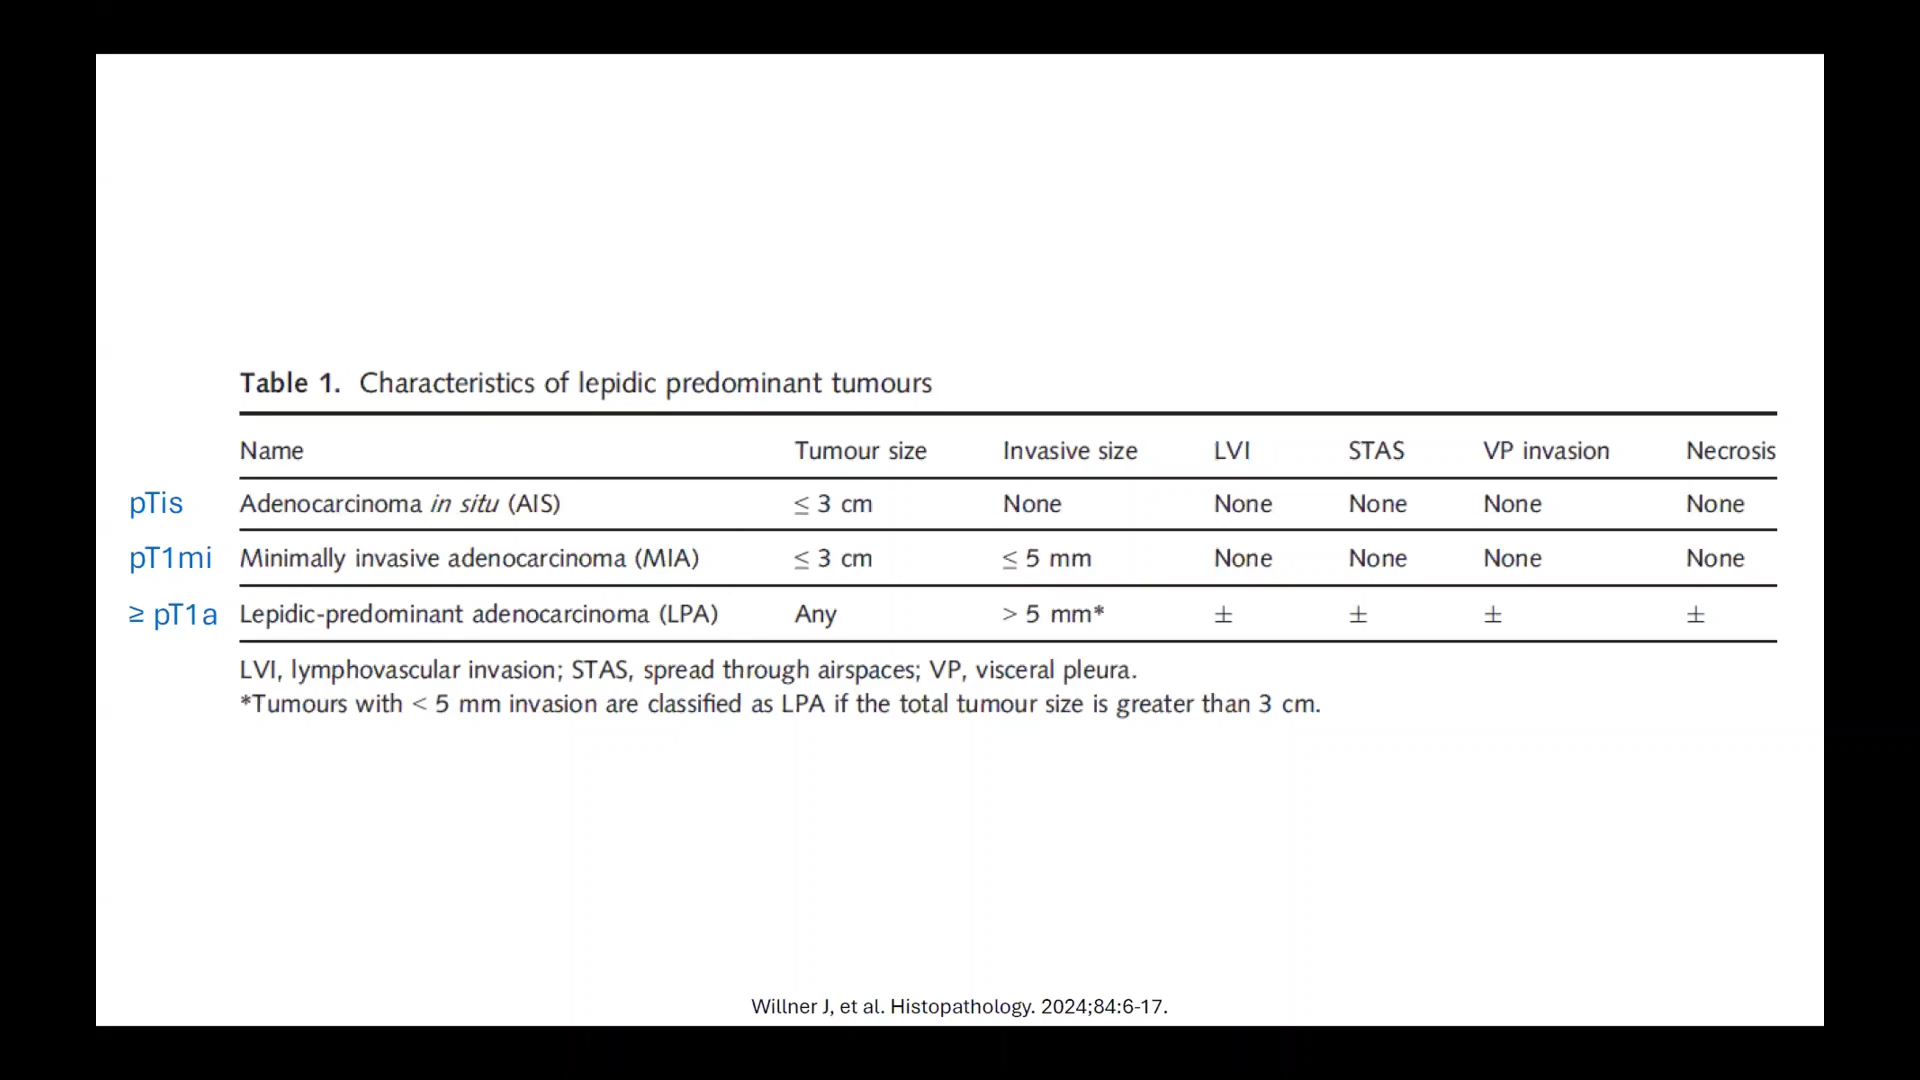 Table 1. Characteristics of lepidic predominant tumours
Name Tumour size Invasive size LVI STAS VP invasion Necrosis
pTis Adenocarcinoma in situ (AIS) ≤ 3 cm None None None None None
pT1mi Minimally invasive adenocarcinoma (MIA) ≤ 3 cm ≤ 5 mm None None None None
≥ pT1a Lepidic-predominant adenocarcinoma (LPA) Any > 5 mm* ± ± ± ±
LVI, lymphovascular invasion; STAS, spread through airspaces; VP, visceral pleura.
*Tumours with < 5 mm invasion are classified as LPA if the total tumour size is greater than 3 cm.
Willner J, et al. Histopathology. 2024;84:6-17.